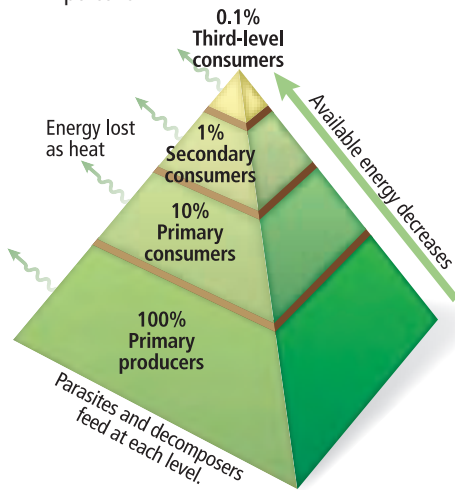 0.1%
Third-level
consumers
Energy lost
as heat
1%
Secondary
consumers
Available energy decreases
10%
Primary
consumers
100%
Primary
producers
Parasites and decomposers
feed at each level.